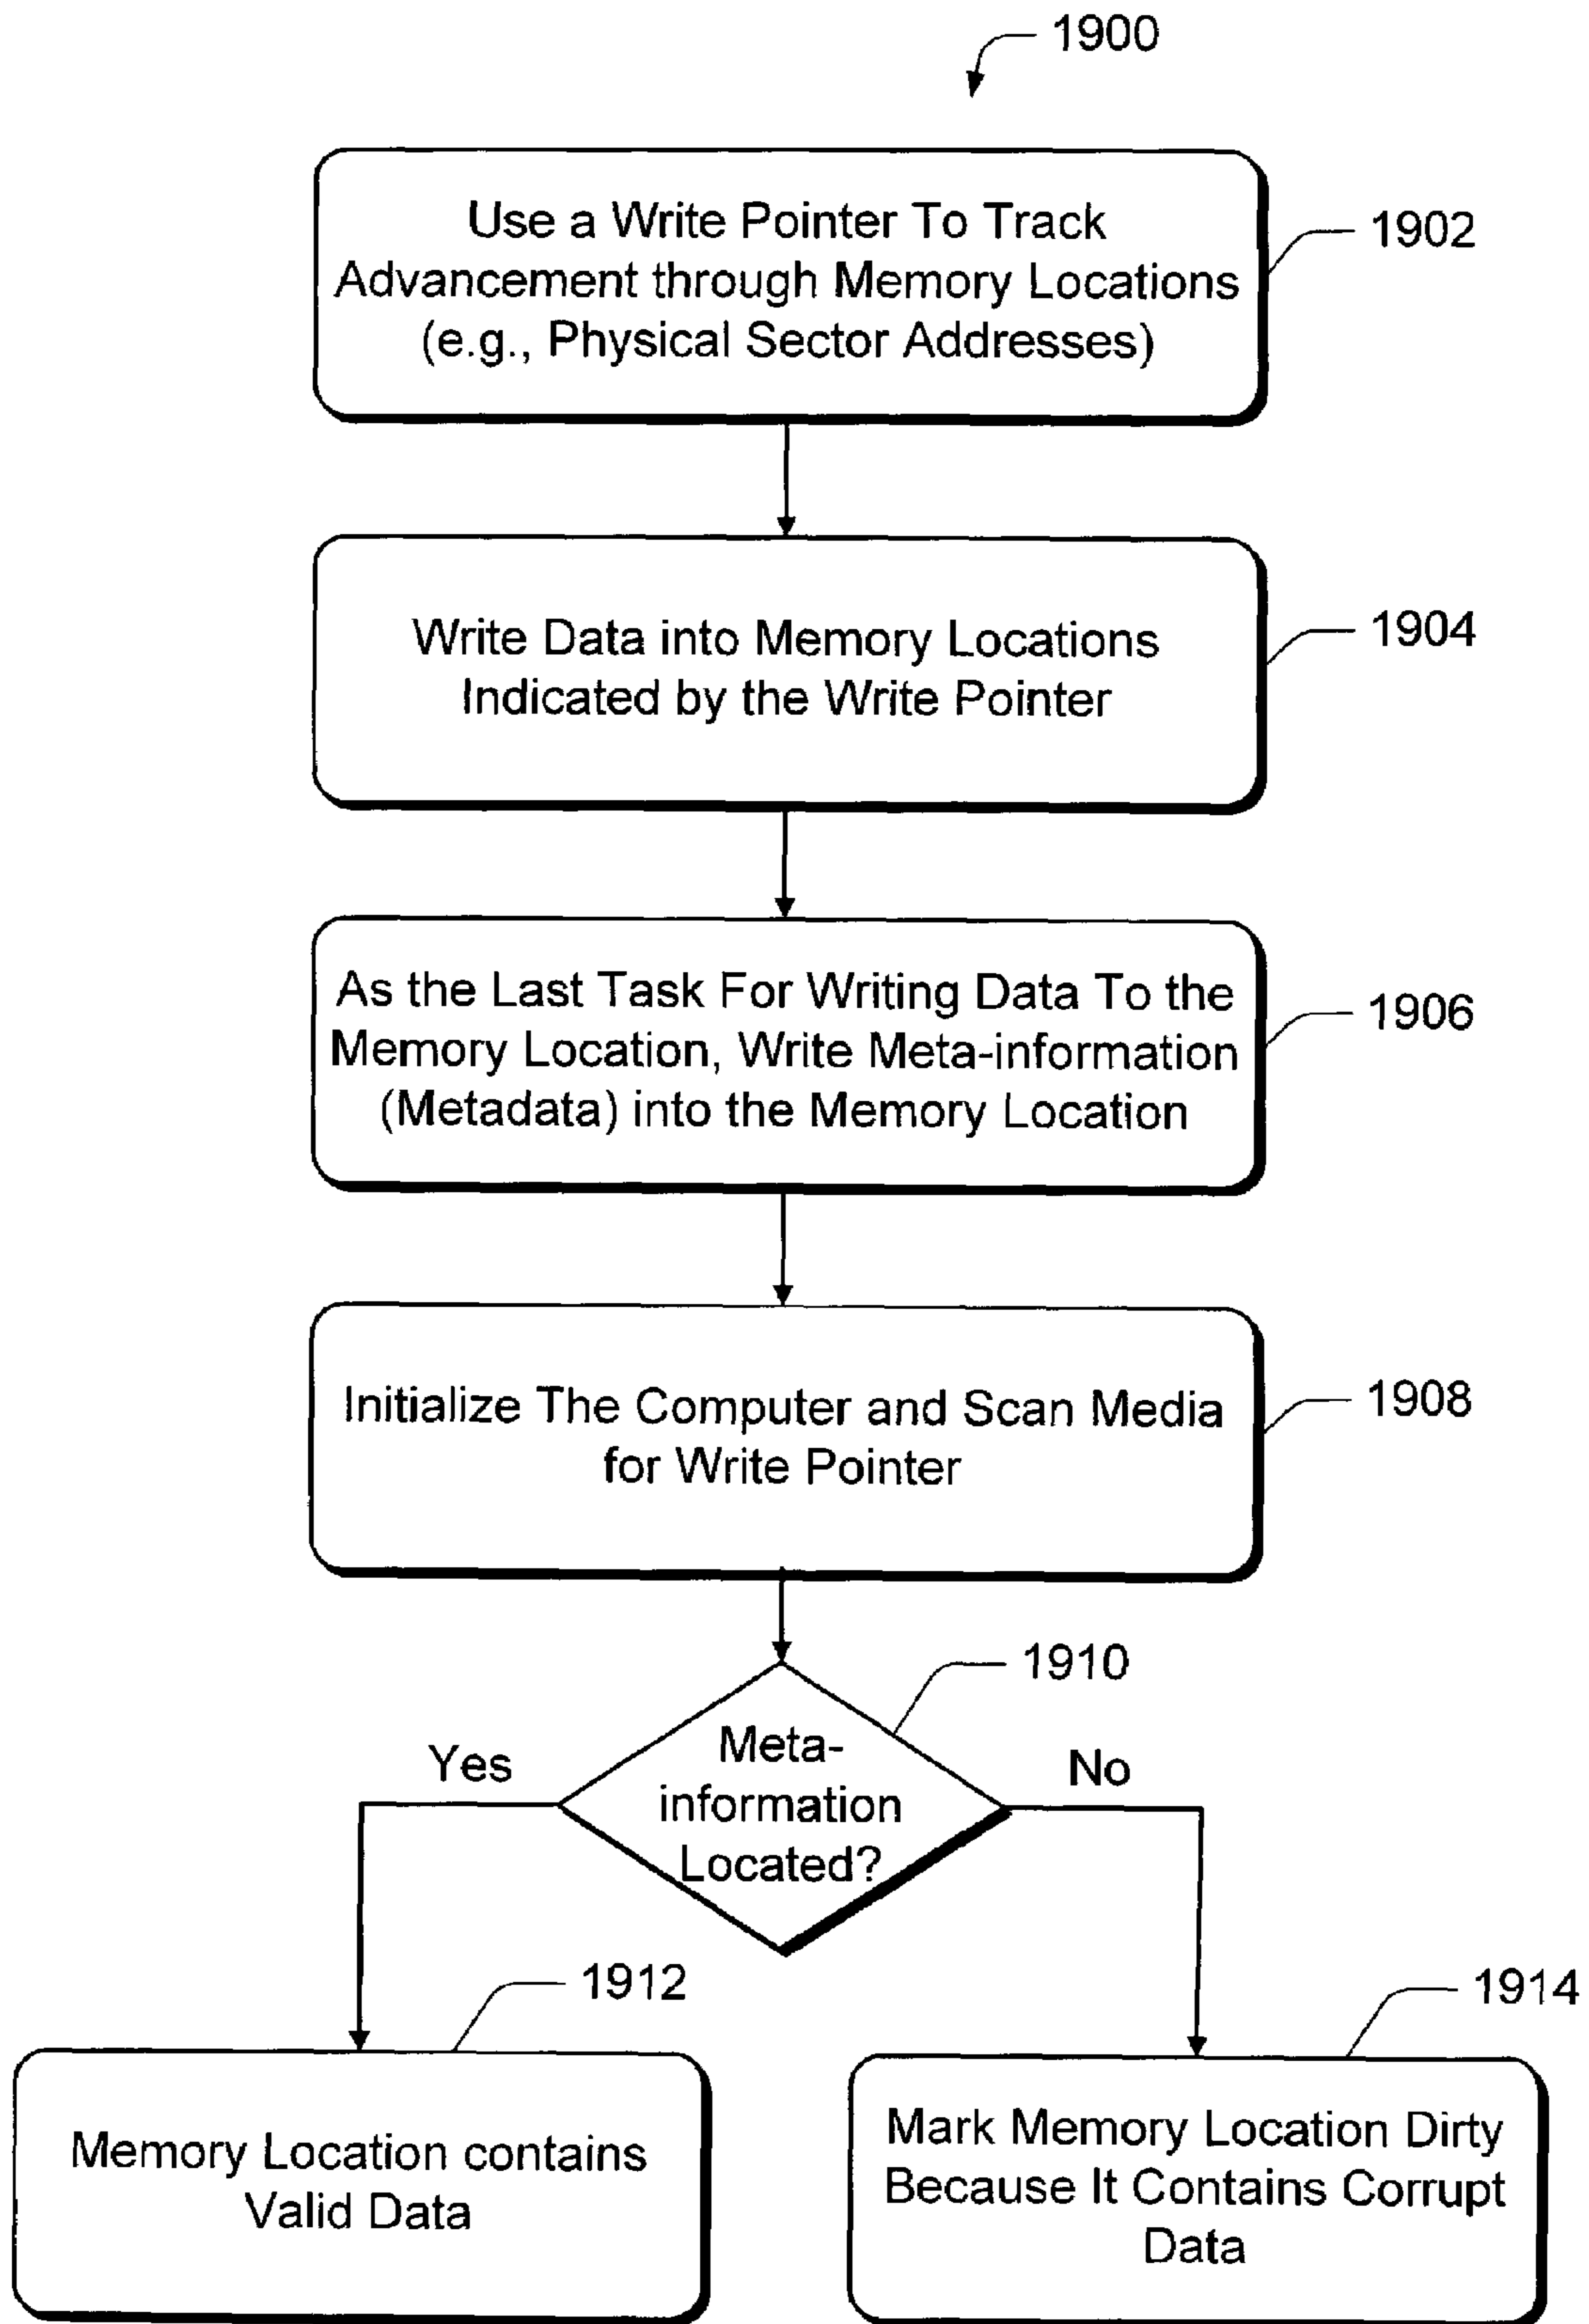 1900
Use a Write Pointer To Track
Advancement through Memory Locations
(e.g., Physical Sector Addresses)
1902
Write Data into Memory Locations
Indicated by the Write Pointer
1904
As the Last Task For Writing Data To the
Memory Location, Write Meta-information
(Metadata) into the Memory Location
1906
Initialize The Computer and Scan Media
for Write Pointer
1908
1910
Meta-
information
Located?
Yes
No
1912
1914
Memory Location contains
Valid Data
Mark Memory Location Dirty
Because It Contains Corrupt
Data